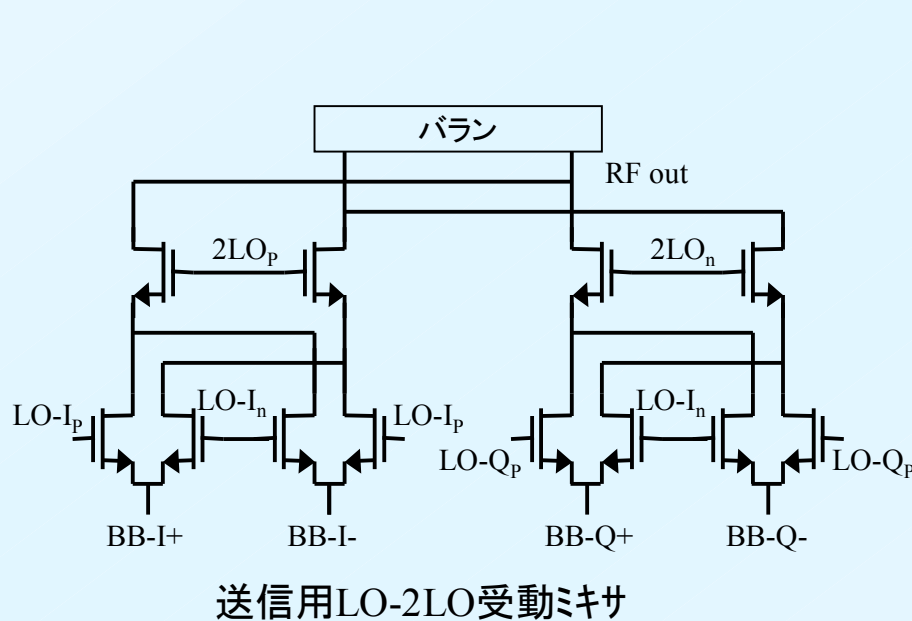 バラン
RF out
2LOP 2LOn
LO-IP LO-In LO-IP LO-In
LO-QP LO-QP
BB-I+ BB-I- BB-Q+ BB-Q-
送信用LO-2LO受動ミキサ